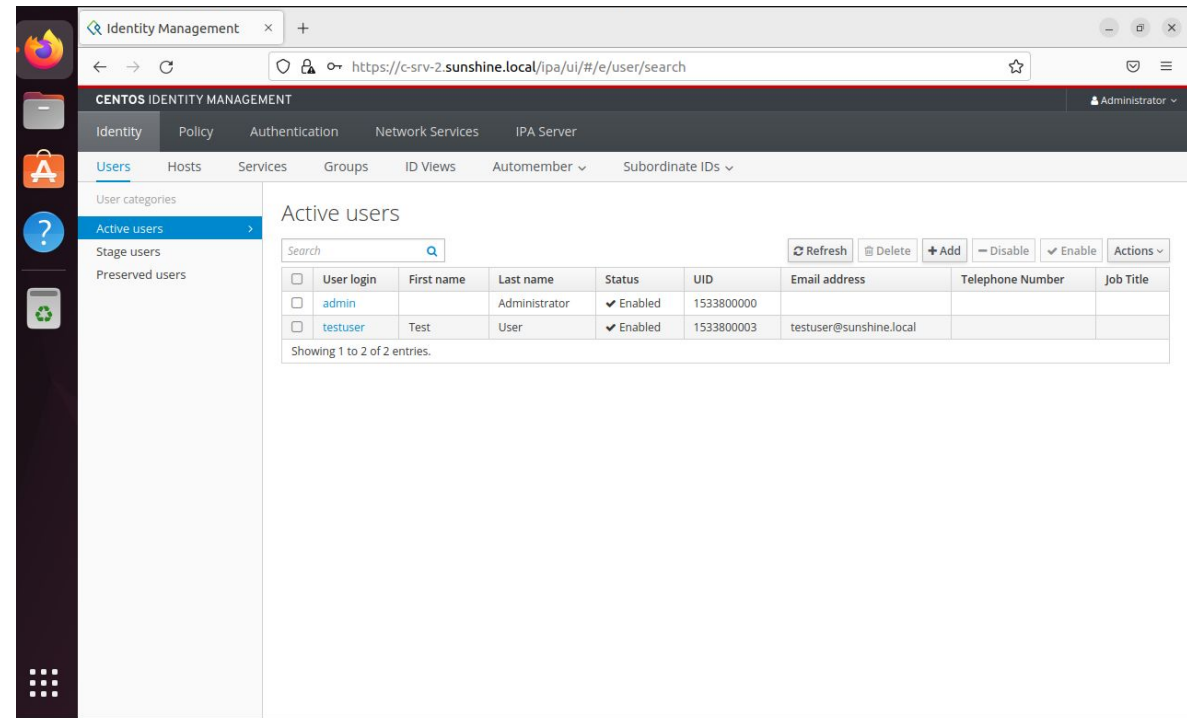 Identity Management
https://c-srv-2.sunshine.local/ipa/ui/#/e/user/search
CENTOS IDENTITY MANAGEMENT Administrator
Identity Policy Authentication Network Services IPA Server
Users Hosts Services Groups ID Views Automember Subordinate IDs
User categories
Active users
Stage users
Preserved users
Active users
Search Refresh Delete Add Disable Enable Actions
User login First name Last name Status UID Email address Telephone Number Job Title
admin Administrator Enabled 1533800000
testuser Test User Enabled 1533800003 testuser@sunshine.local
Showing 1 to 2 of 2 entries.